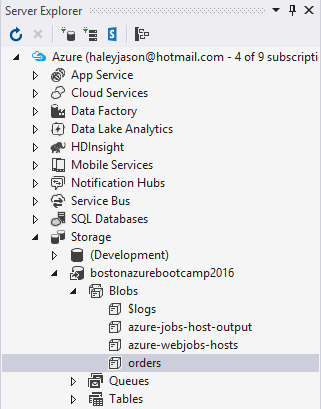 Server Explorer
Azure (haleyjason@hotmail.com - 4 of 9 subscripti
App Service
Cloud Services
Data Factory
Data Lake Analytics
HDInsight
Mobile Services
Notification Hubs
Service Bus
SQL Databases
Storage
(Development)
bostonazurebootcamp2016
Blobs
$logs
azure-jobs-host-output
azure-webjobs-hosts
orders
Queues
Tables